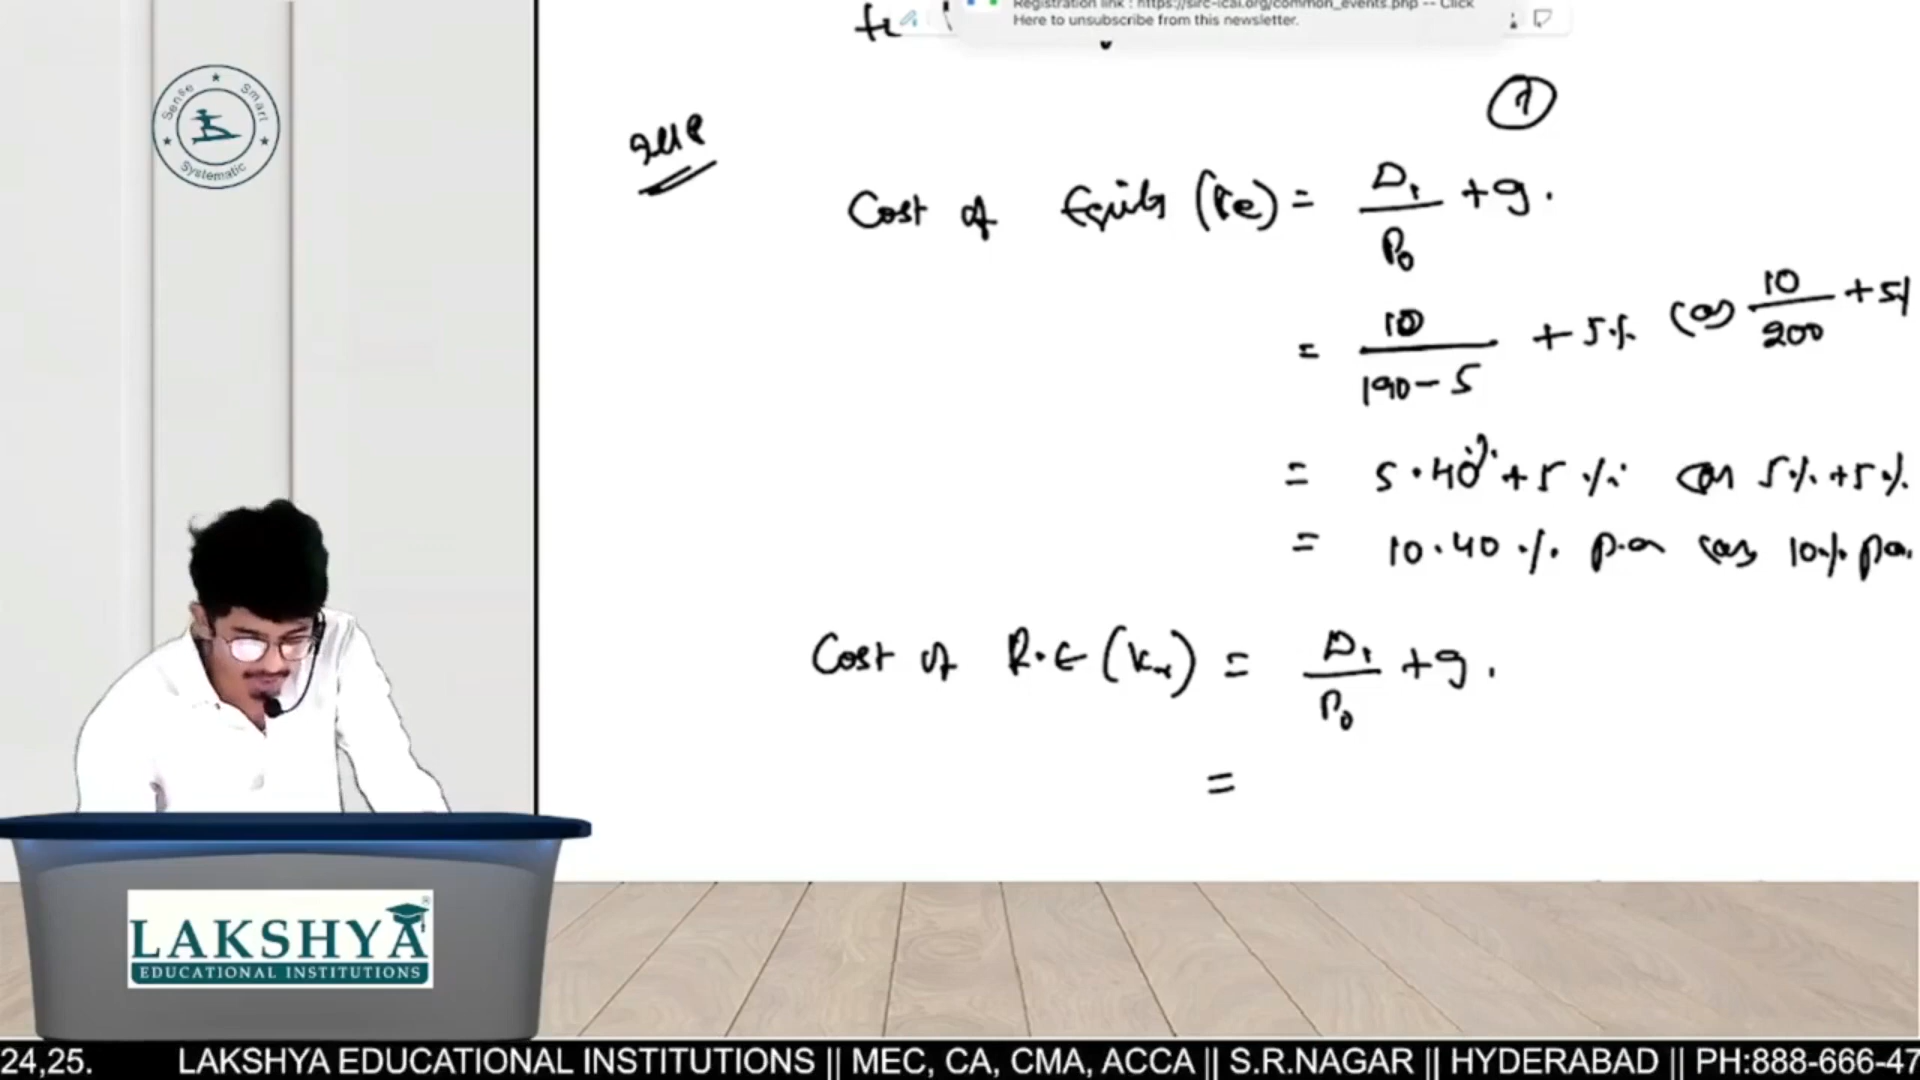 Registration link : https://sirc-icai.org/common_events.php -- Click
Here to unsubscribe from this newsletter.
1
Cost of Equity (Ke) = D1/P0 + g.
= 10/(190-5) + 5% (or) 10/200 + 5%
= 5.40% + 5% (or) 5% + 5%
= 10.40% p.a (or) 10% p.a.
Cost of R.E (Kr) = D1/P0 + g.
=
Sense Smart Systematic
LAKSHYA
EDUCATIONAL INSTITUTIONS
24,25. LAKSHYA EDUCATIONAL INSTITUTIONS || MEC, CA, CMA, ACCA || S.R.NAGAR || HYDERABAD || PH:888-666-47